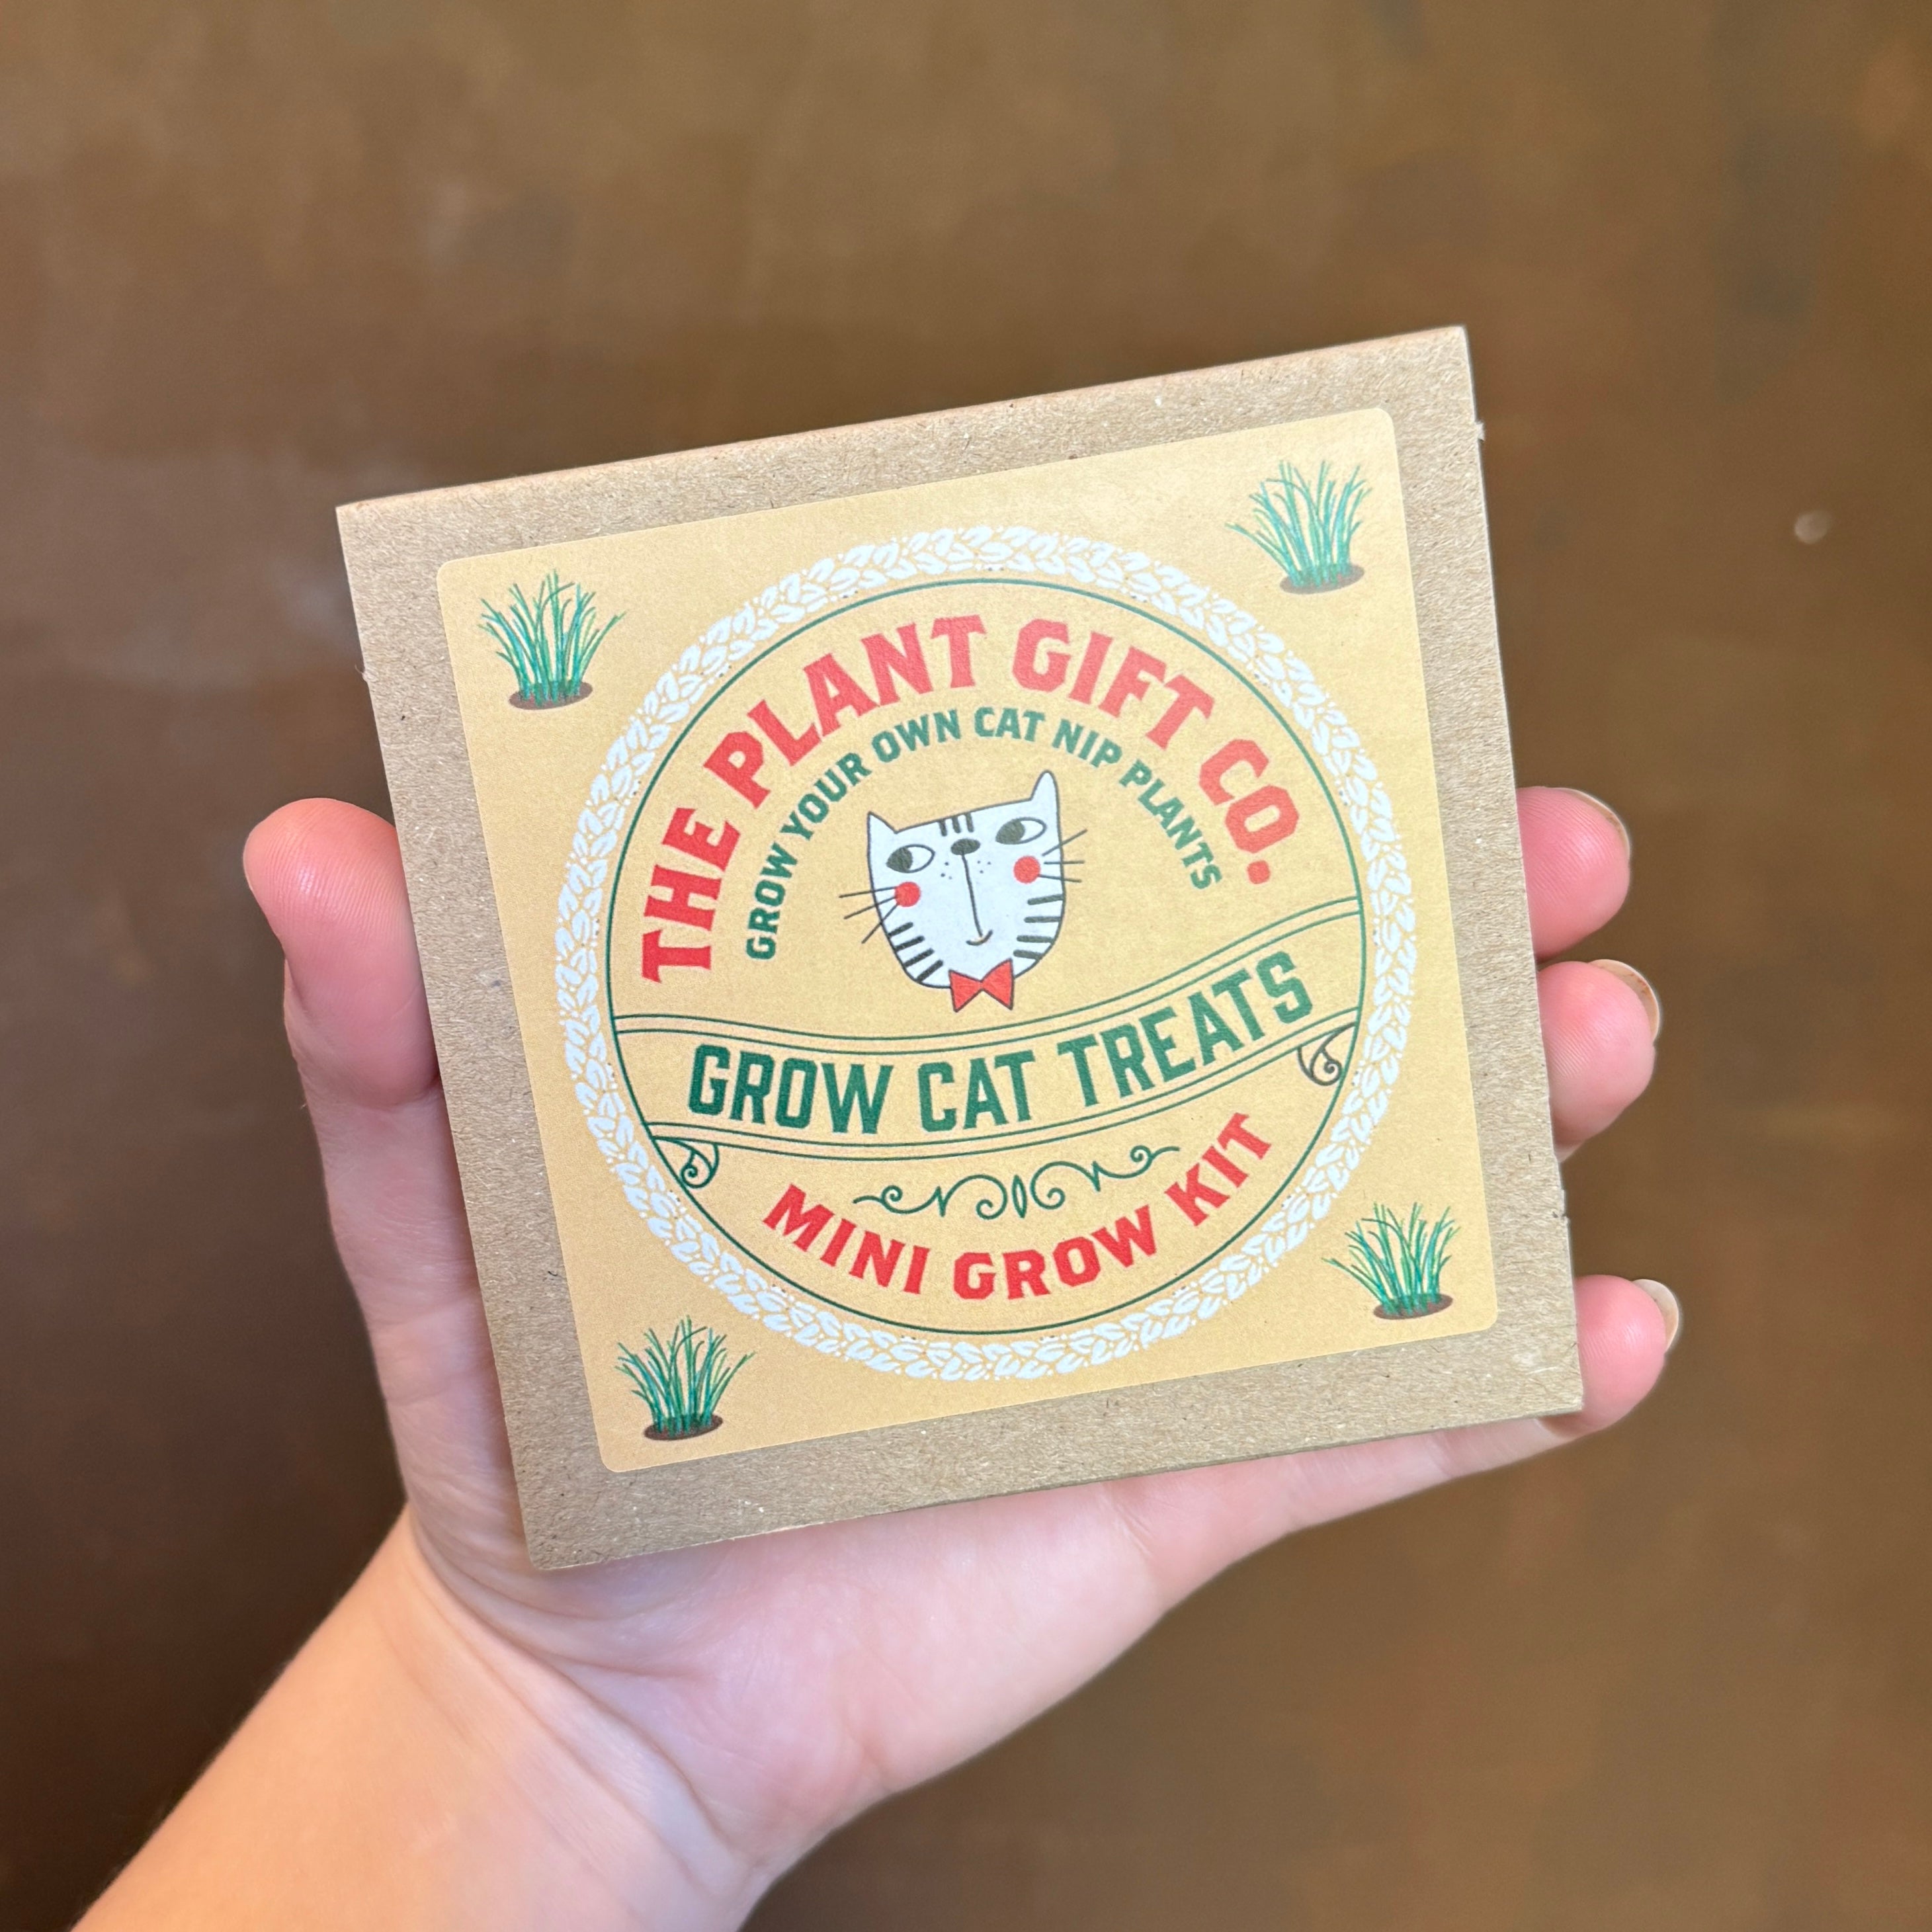 THE PLANT GIFT CO.
GROW YOUR OWN CAT NIP PLANTS
GROW CAT TREATS
MINI GROW KIT